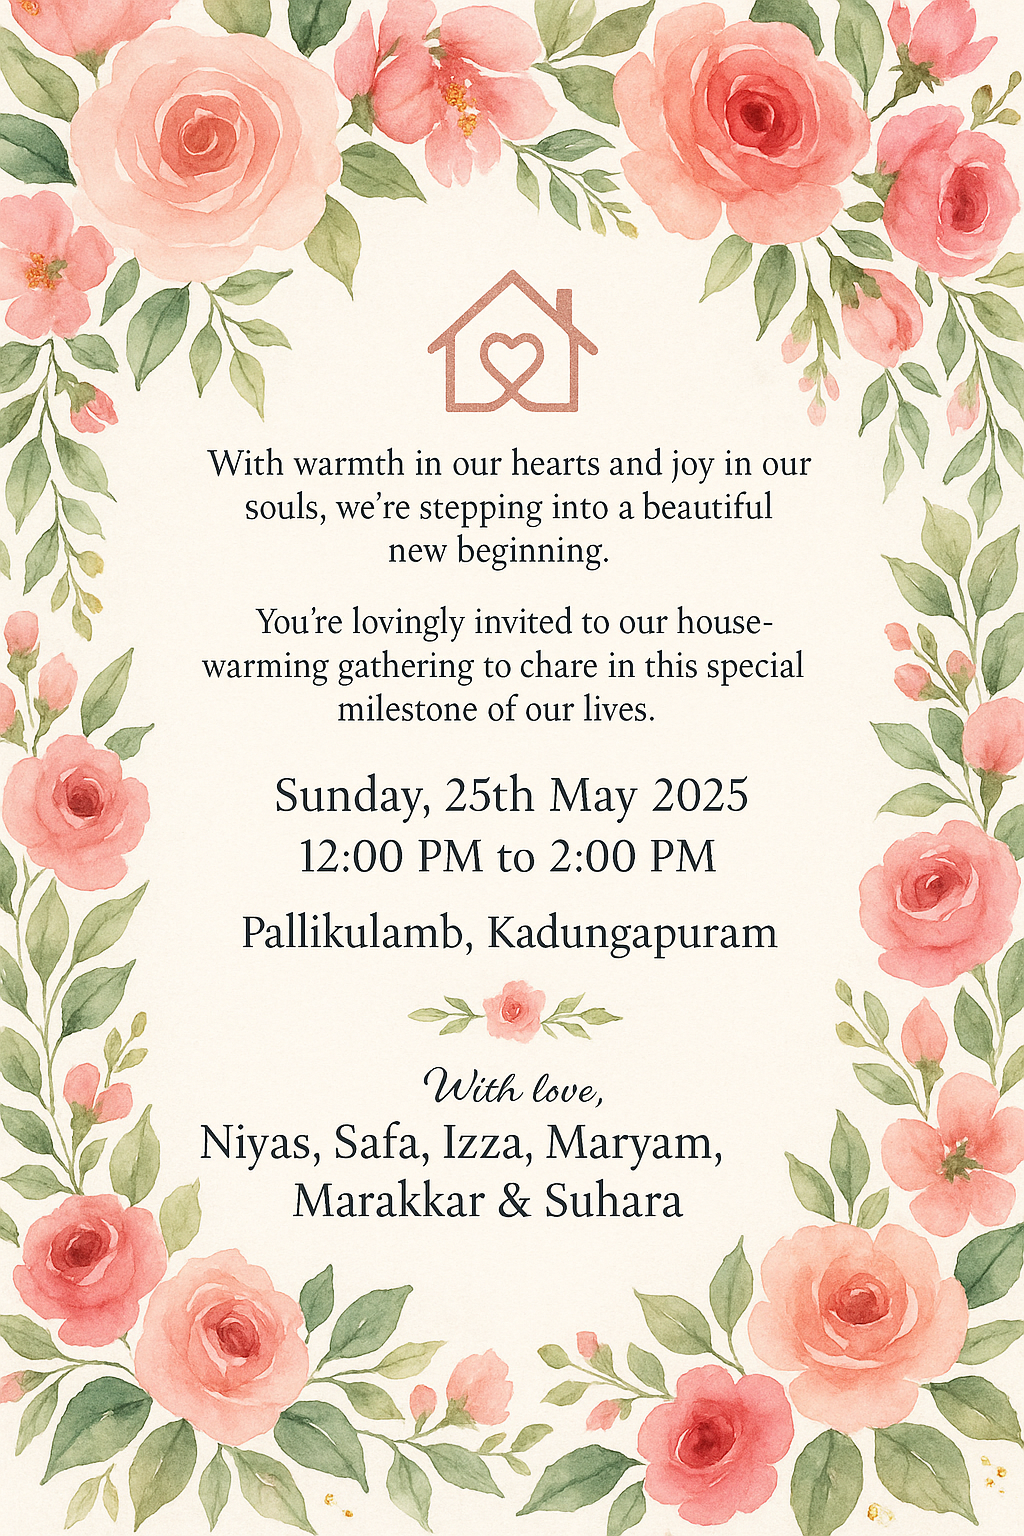 With warmth in our hearts and joy in our
souls, we’re stepping into a beautiful
new beginning.
You’re lovingly invited to our house-
warming gathering to chare in this special
milestone of our lives.
Sunday, 25th May 2025
12:00 PM to 2:00 PM
Pallikulamb, Kadungapuram
With love,
Niyas, Safa, Izza, Maryam,
Marakkar & Suhara